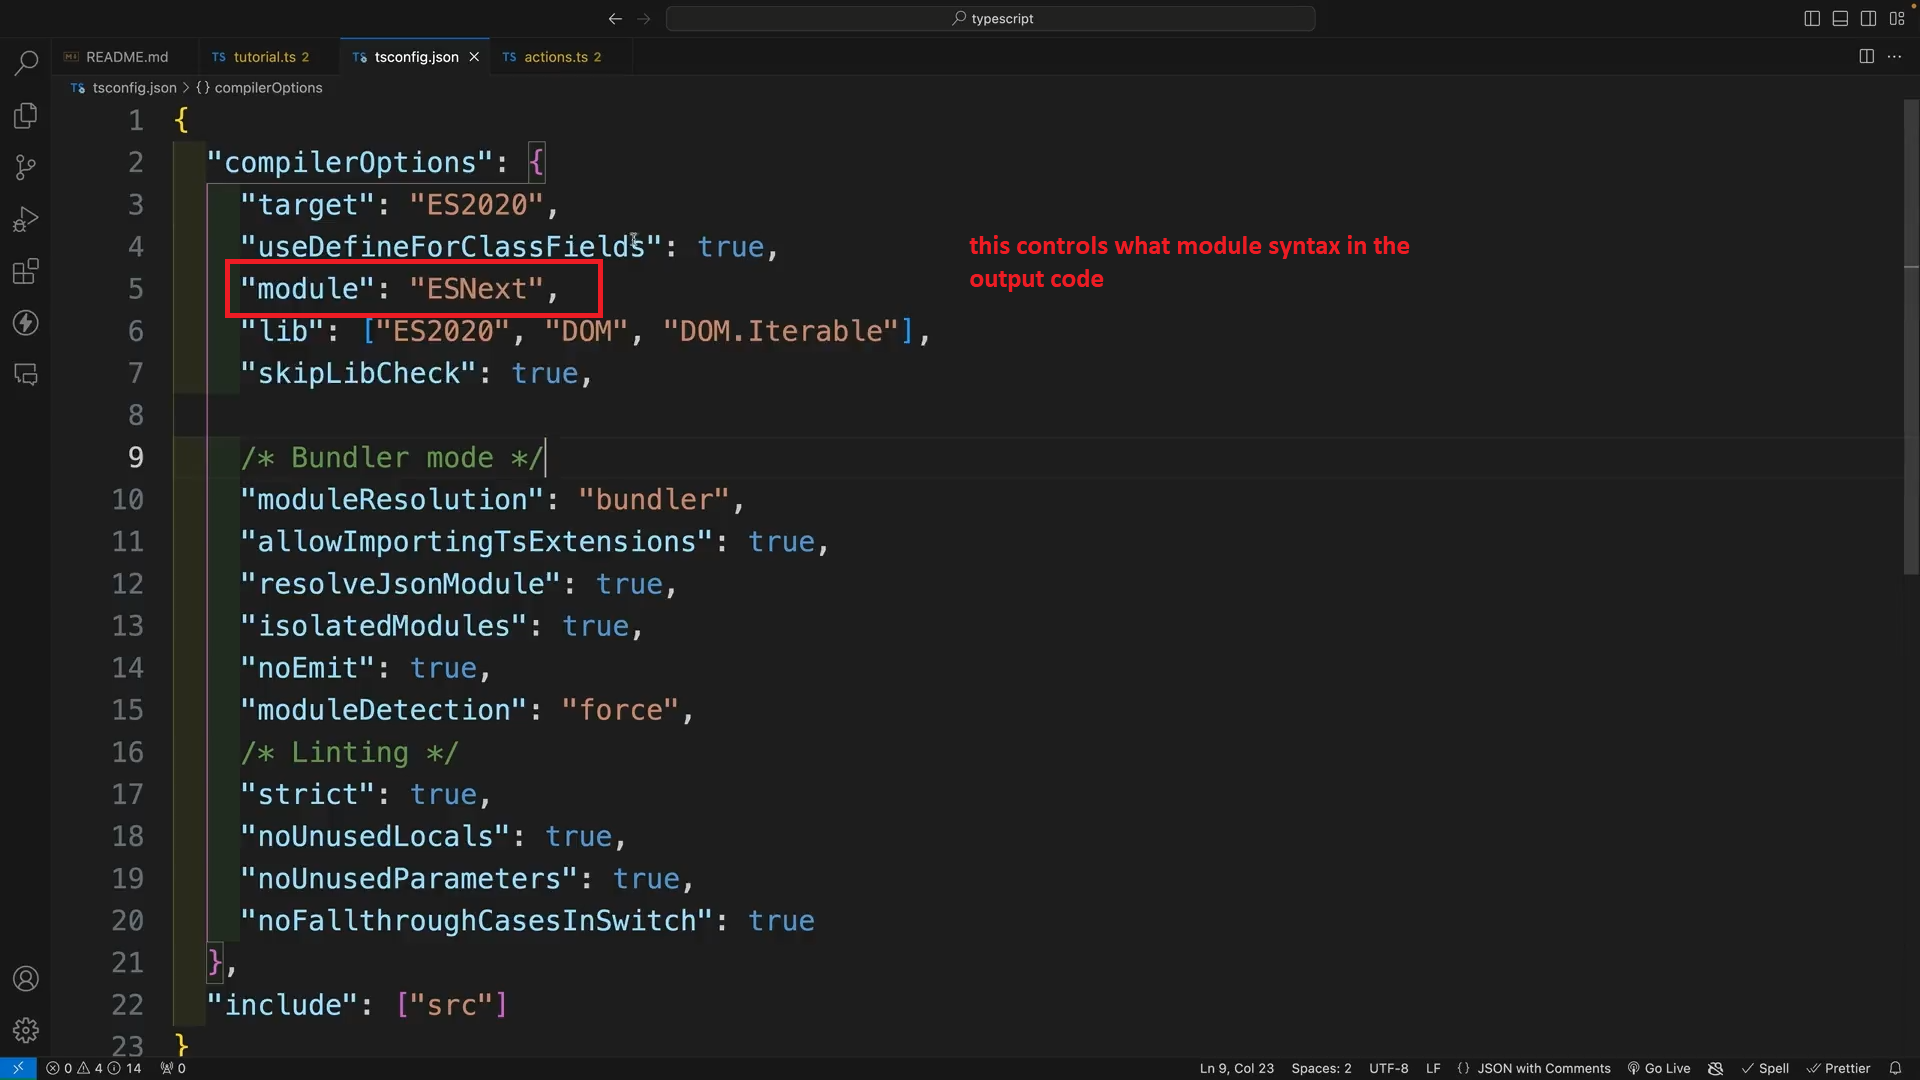 typescript
README.md
tutorial.ts 2
tsconfig.json
actions.ts 2
tsconfig.json > {} compilerOptions
1 {
2 "compilerOptions": {
3 "target": "ES2020",
4 "useDefineForClassFields": true,
5 "module": "ESNext",
6 "lib": ["ES2020", "DOM", "DOM.Iterable"],
7 "skipLibCheck": true,
8
9 /* Bundler mode */
10 "moduleResolution": "bundler",
11 "allowImportingTsExtensions": true,
12 "resolveJsonModule": true,
13 "isolatedModules": true,
14 "noEmit": true,
15 "moduleDetection": "force",
16 /* Linting */
17 "strict": true,
18 "noUnusedLocals": true,
19 "noUnusedParameters": true,
20 "noFallthroughCasesInSwitch": true
21 },
22 "include": ["src"]
23 }
this controls what module syntax in the
output code
0 4 14 0
Ln 9, Col 23 Spaces: 2 UTF-8 LF {} JSON with Comments Go Live Spell Prettier